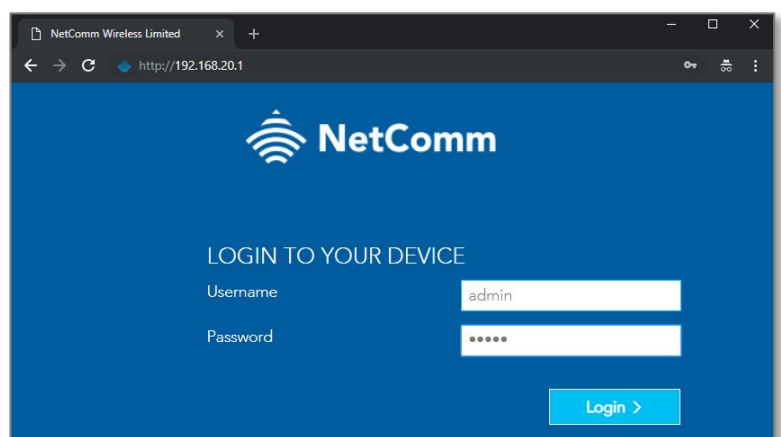 NetComm Wireless Limited
http://192.168.20.1
NetComm
LOGIN TO YOUR DEVICE
Username admin
Password •••••
Login >